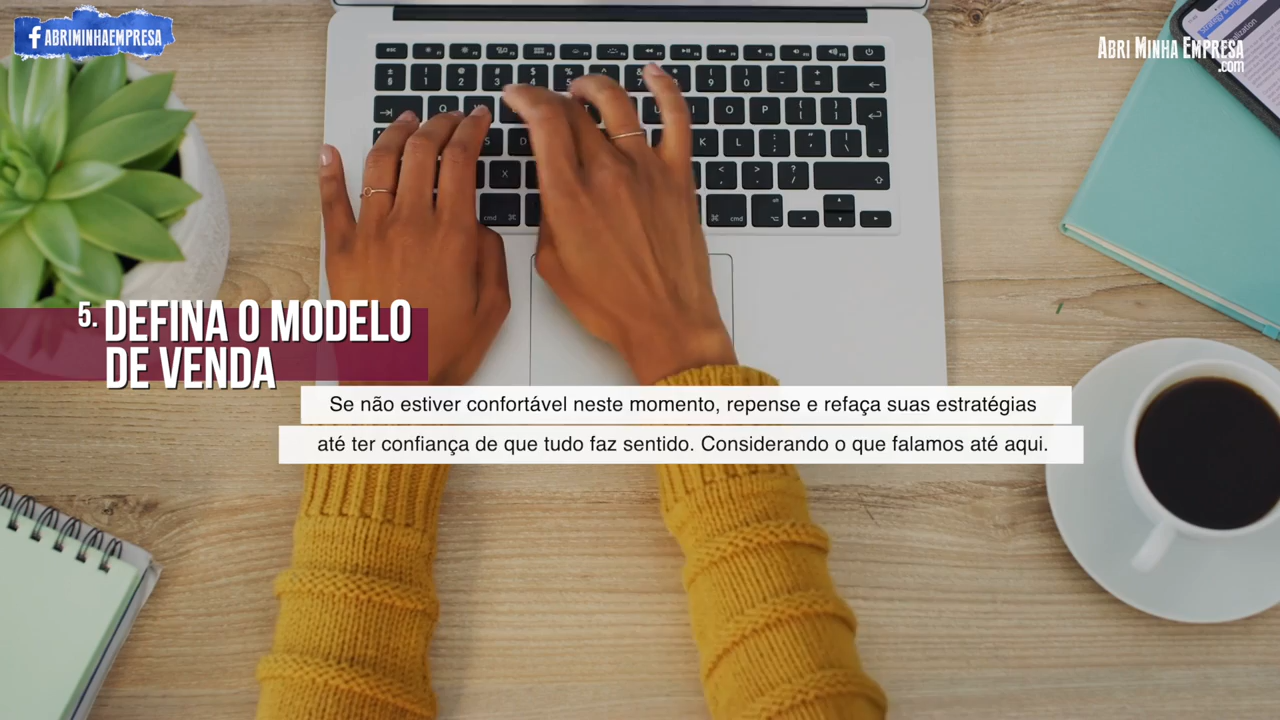 ABRIMINHAEMPRESA
ABRI MINHA EMPRESA
.com
5. DEFINA O MODELO
DE VENDA
Se não estiver confortável neste momento, repense e refaça suas estratégias
até ter confiança de que tudo faz sentido. Considerando o que falamos até aqui.